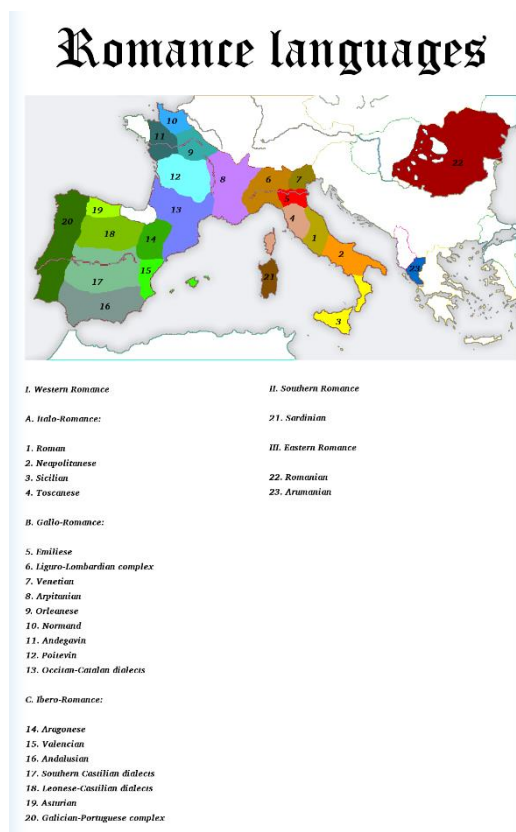 Romance languages
10
11
9
12
8
6
7
5
22
20
19
18
14
13
4
1
2
15
17
16
21
3
23
I. Western Romance
A. Italo-Romance:
1. Roman
2. Neapolitanese
3. Sicilian
4. Toscanese
B. Gallo-Romance:
5. Emiliese
6. Liguro-Lombardian complex
7. Venetian
8. Arpitanian
9. Orleanese
10. Normand
11. Andegavin
12. Poitevin
13. Occitan-Catalan dialects
C. Ibero-Romance:
14. Aragonese
15. Valencian
16. Andalusian
17. Southern Castilian dialects
18. Leonese-Castilian dialects
19. Asturian
20. Galician-Portuguese complex
II. Southern Romance
21. Sardinian
III. Eastern Romance
22. Romanian
23. Arumanian